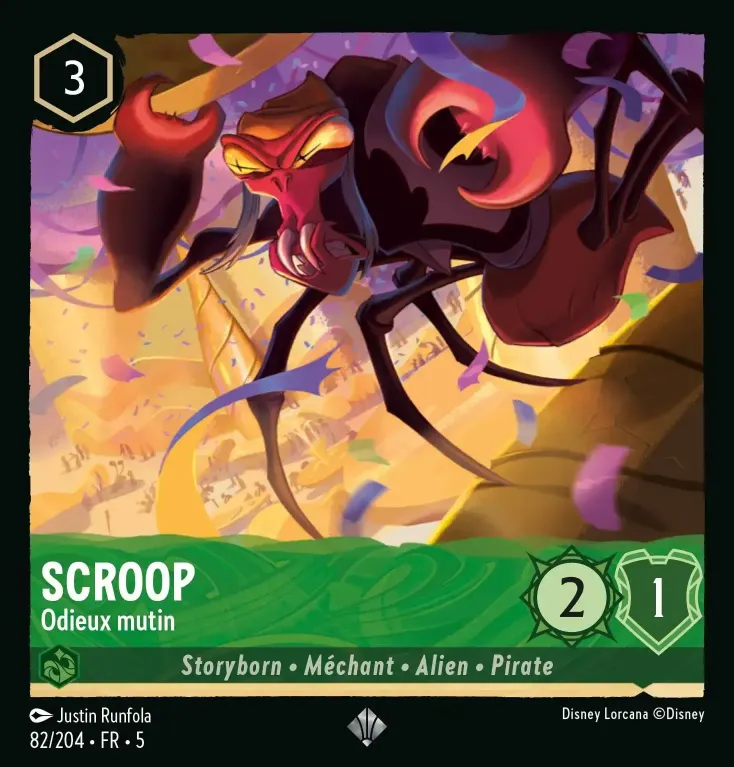 3
SCROOP
Odieux mutin
2
1
Storyborn • Méchant • Alien • Pirate
Justin Runfola
Disney Lorcana ©Disney
82/204 • FR • 5